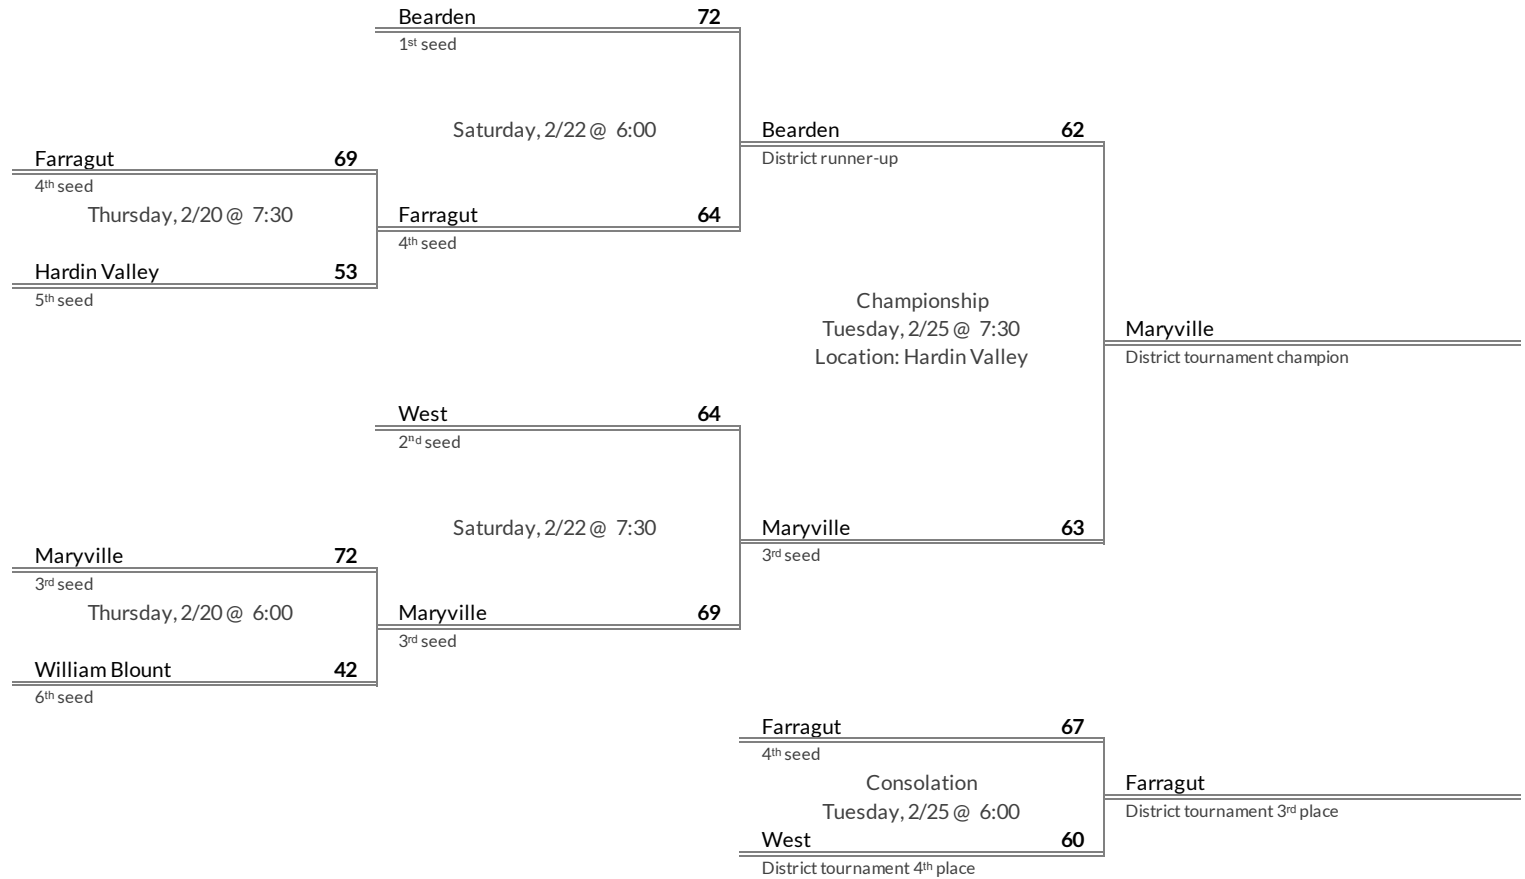 Bearden 72
1st seed
Saturday, 2/22 @ 6:00
Bearden 62
District runner-up
Farragut 69
4th seed
Thursday, 2/20 @ 7:30
Farragut 64
4th seed
Hardin Valley 53
5th seed
Championship
Tuesday, 2/25 @ 7:30
Location: Hardin Valley
Maryville
District tournament champion
West 64
2nd seed
Saturday, 2/22 @ 7:30
Maryville 63
3rd seed
Maryville 72
3rd seed
Thursday, 2/20 @ 6:00
Maryville 69
3rd seed
William Blount 42
6th seed
Farragut 67
4th seed
Consolation
Tuesday, 2/25 @ 6:00
Farragut
District tournament 3rd place
West 60
District tournament 4th place